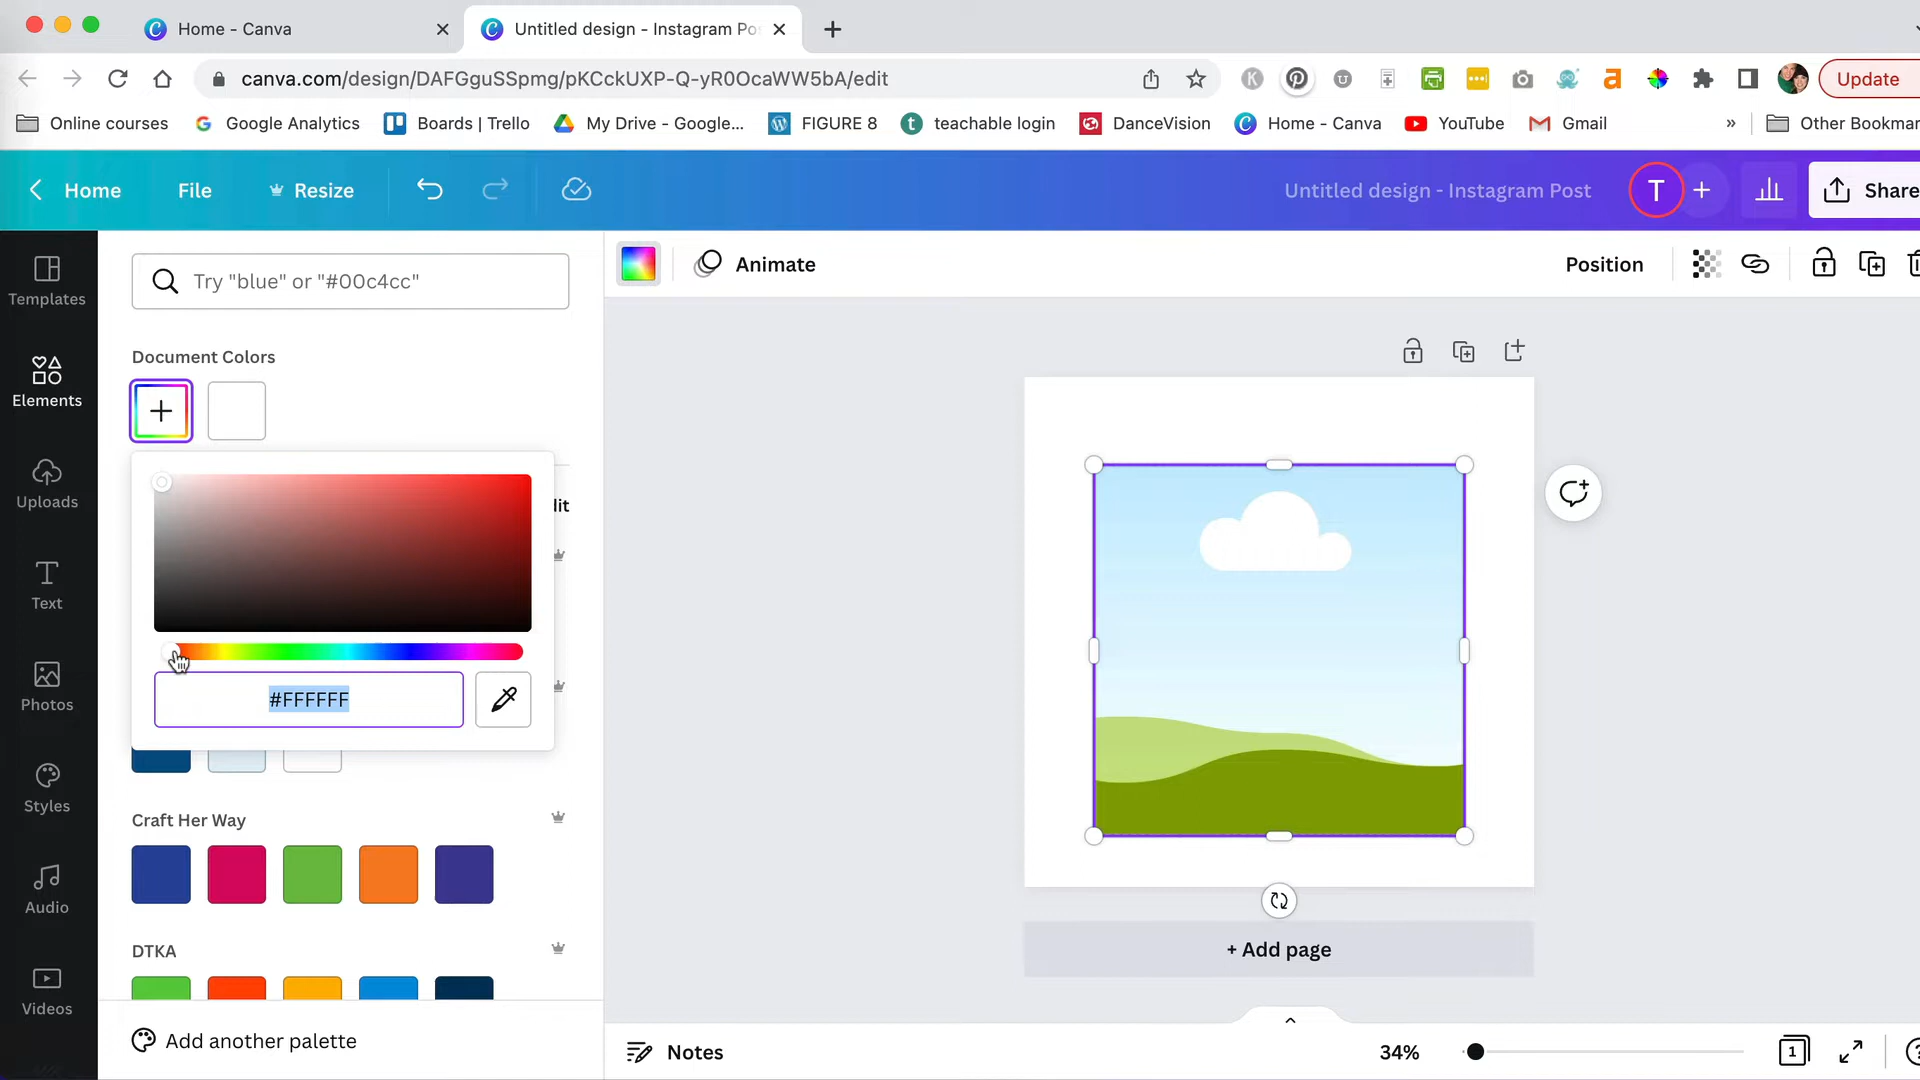 Home - Canva
Untitled design - Instagram Po
canva.com/design/DAFGguSSpmg/pKCckUXP-Q-yR0OcaWW5bA/edit
Update
Online courses
Google Analytics
Boards | Trello
My Drive - Google...
FIGURE 8
teachable login
DanceVision
Home - Canva
YouTube
Gmail
»
Other Bookmar
Home
File
Resize
Untitled design - Instagram Post
T
Share
Templates
Elements
Uploads
Text
Photos
Styles
Audio
Videos
Try "blue" or "#00c4cc"
Document Colors
dit
#FFFFFF
Craft Her Way
DTKA
Add another palette
Animate
Position
+ Add page
Notes
34%
1